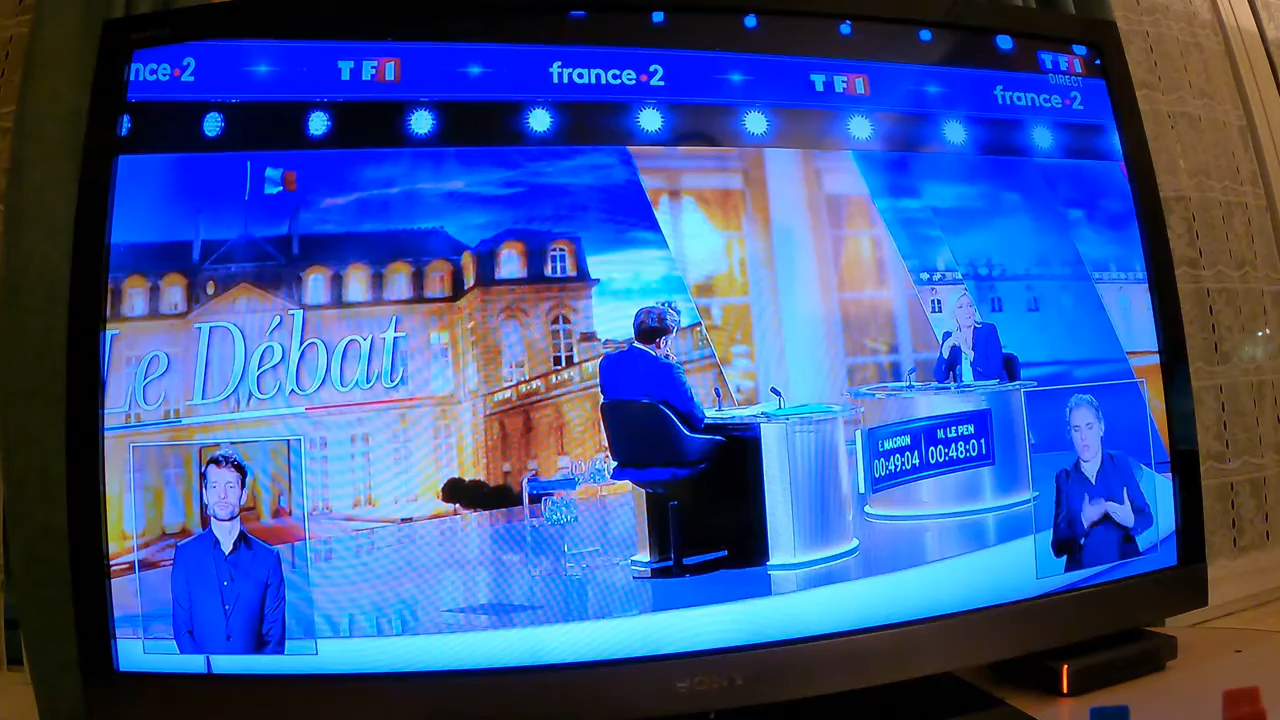 nce•2
TF1
france•2
TF1
TF1
DIRECT
france•2
Le Débat
E. MACRON
M. LE PEN
00:49:04
00:48:01
SONY